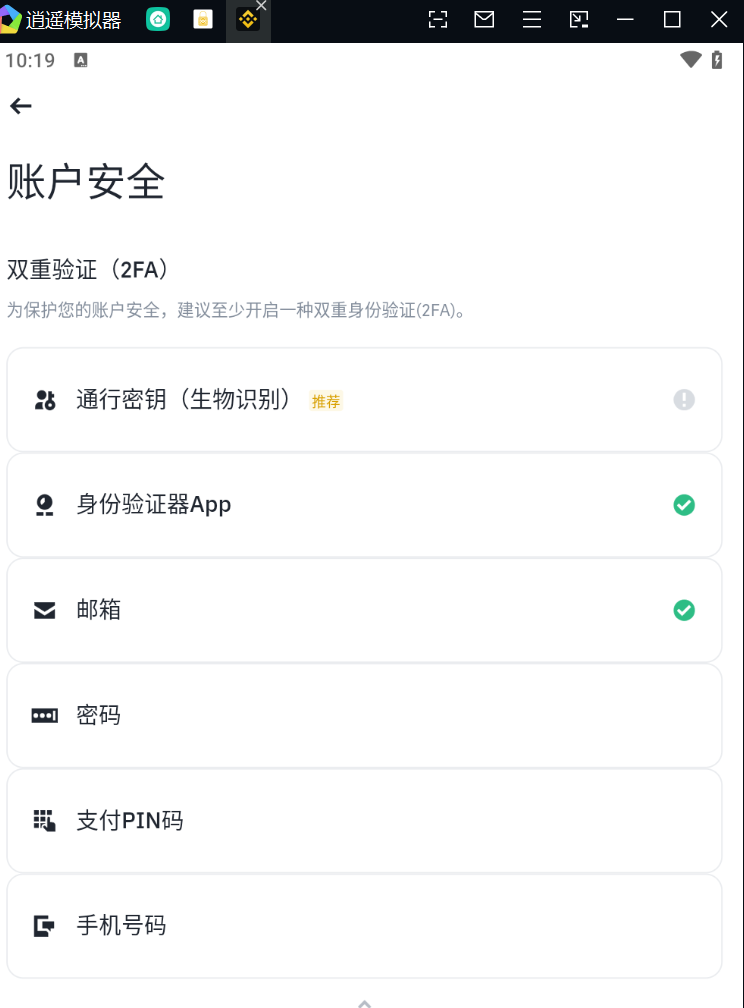 逍遥模拟器
10:19
账户安全
双重验证（2FA）
为保护您的账户安全，建议至少开启一种双重身份验证(2FA)。
通行密钥（生物识别） 推荐
身份验证器App
邮箱
密码
支付PIN码
手机号码